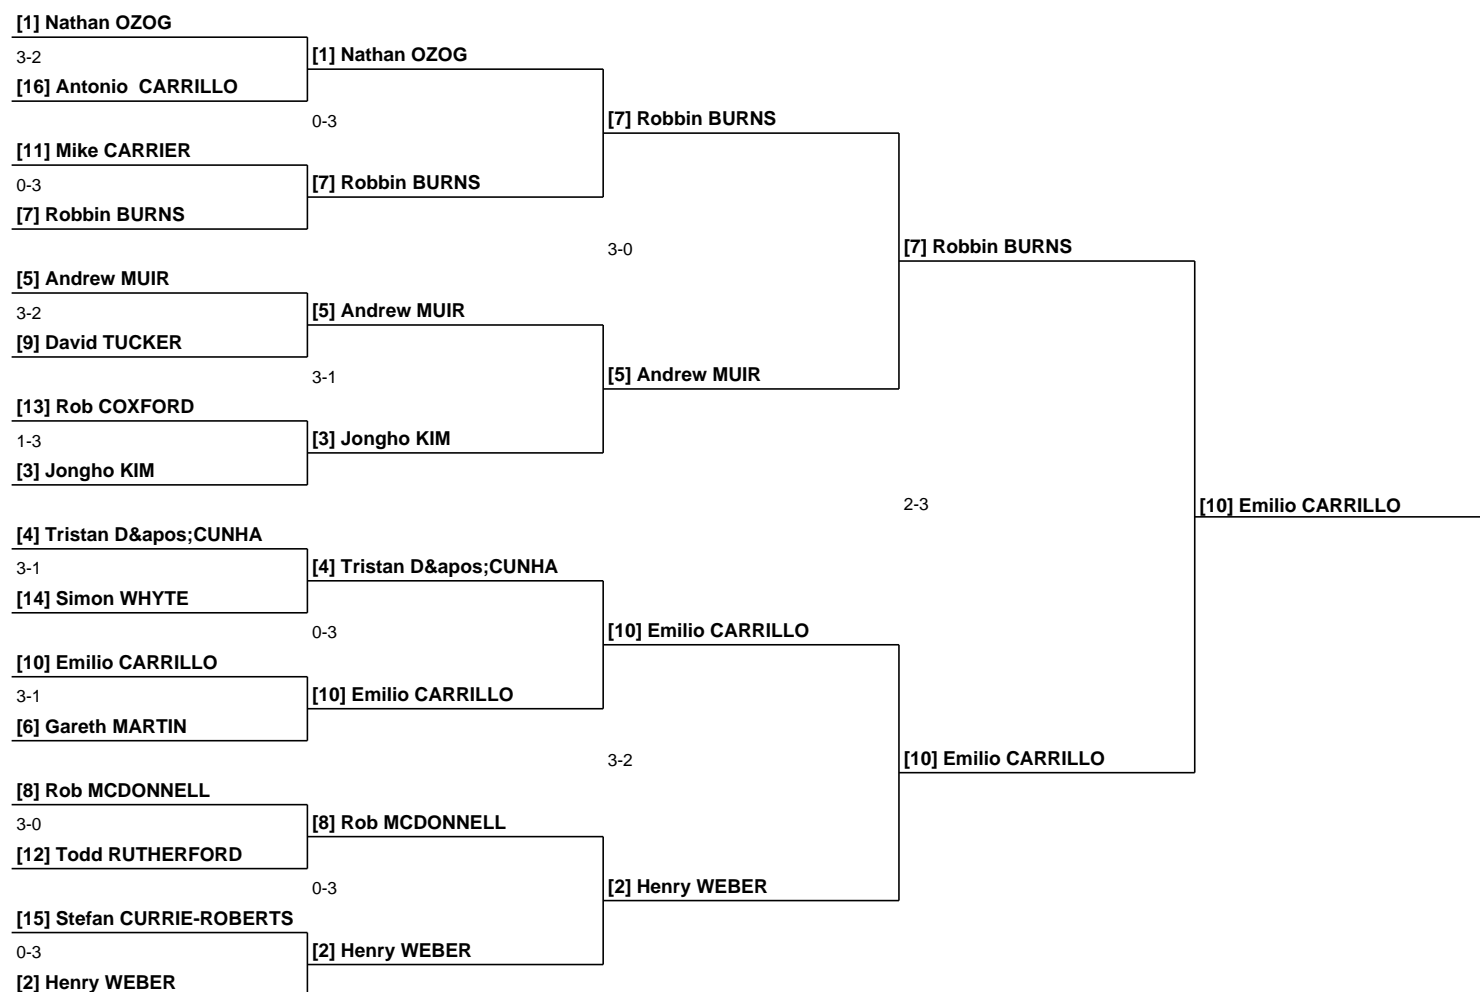 [1] Nathan OZOG
3-2
[16] Antonio  CARRILLO
[11] Mike CARRIER
0-3
[7] Robbin BURNS
[5] Andrew MUIR
3-2
[9] David TUCKER
[13] Rob COXFORD
1-3
[3] Jongho KIM
[4] Tristan D&apos;CUNHA
3-1
[14] Simon WHYTE
[10] Emilio CARRILLO
3-1
[6] Gareth MARTIN
[8] Rob MCDONNELL
3-0
[12] Todd RUTHERFORD
[15] Stefan CURRIE-ROBERTS
0-3
[2] Henry WEBER
[1] Nathan OZOG
0-3
[7] Robbin BURNS
[5] Andrew MUIR
3-1
[3] Jongho KIM
[4] Tristan D&apos;CUNHA
0-3
[10] Emilio CARRILLO
[8] Rob MCDONNELL
0-3
[2] Henry WEBER
[7] Robbin BURNS
3-0
[5] Andrew MUIR
[10] Emilio CARRILLO
3-2
[2] Henry WEBER
[7] Robbin BURNS
2-3
[10] Emilio CARRILLO
[10] Emilio CARRILLO